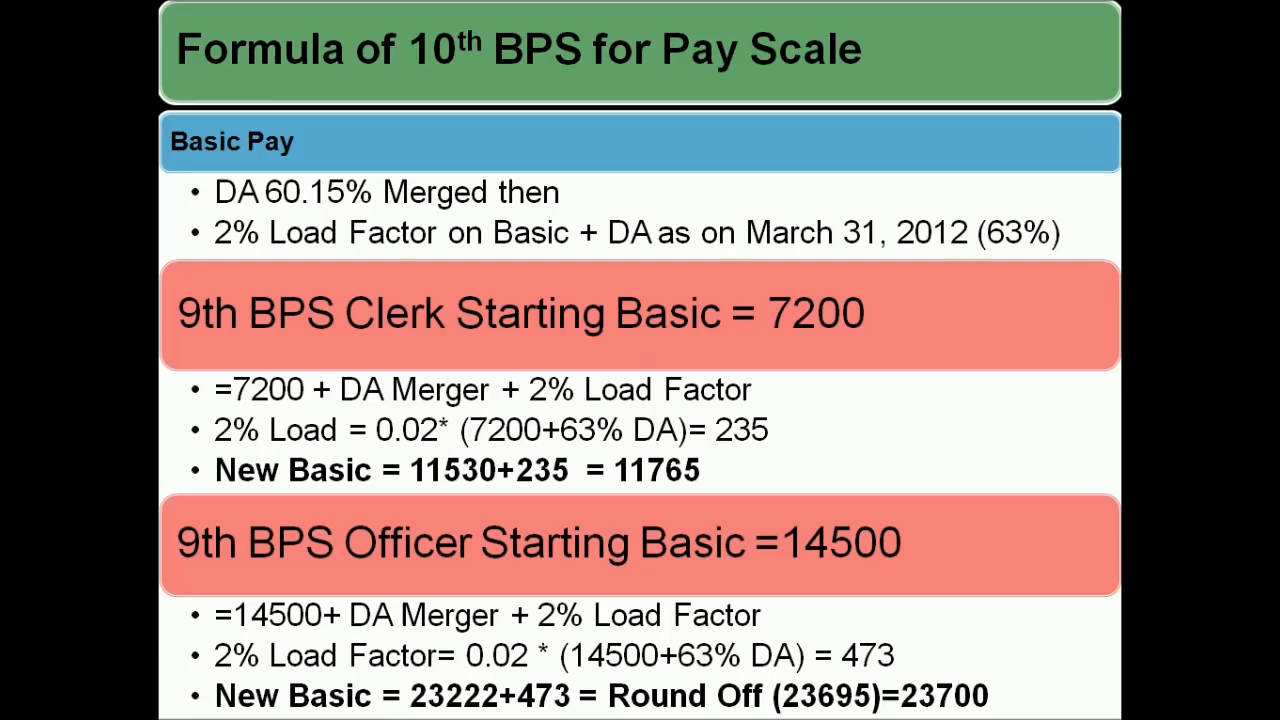 Formula of 10th BPS for Pay Scale
Basic Pay
• DA 60.15% Merged then
• 2% Load Factor on Basic + DA as on March 31, 2012 (63%)
9th BPS Clerk Starting Basic = 7200
• =7200 + DA Merger + 2% Load Factor
• 2% Load = 0.02* (7200+63% DA)= 235
• New Basic = 11530+235 = 11765
9th BPS Officer Starting Basic =14500
• =14500+ DA Merger + 2% Load Factor
• 2% Load Factor= 0.02 * (14500+63% DA) = 473
• New Basic = 23222+473 = Round Off (23695)=23700